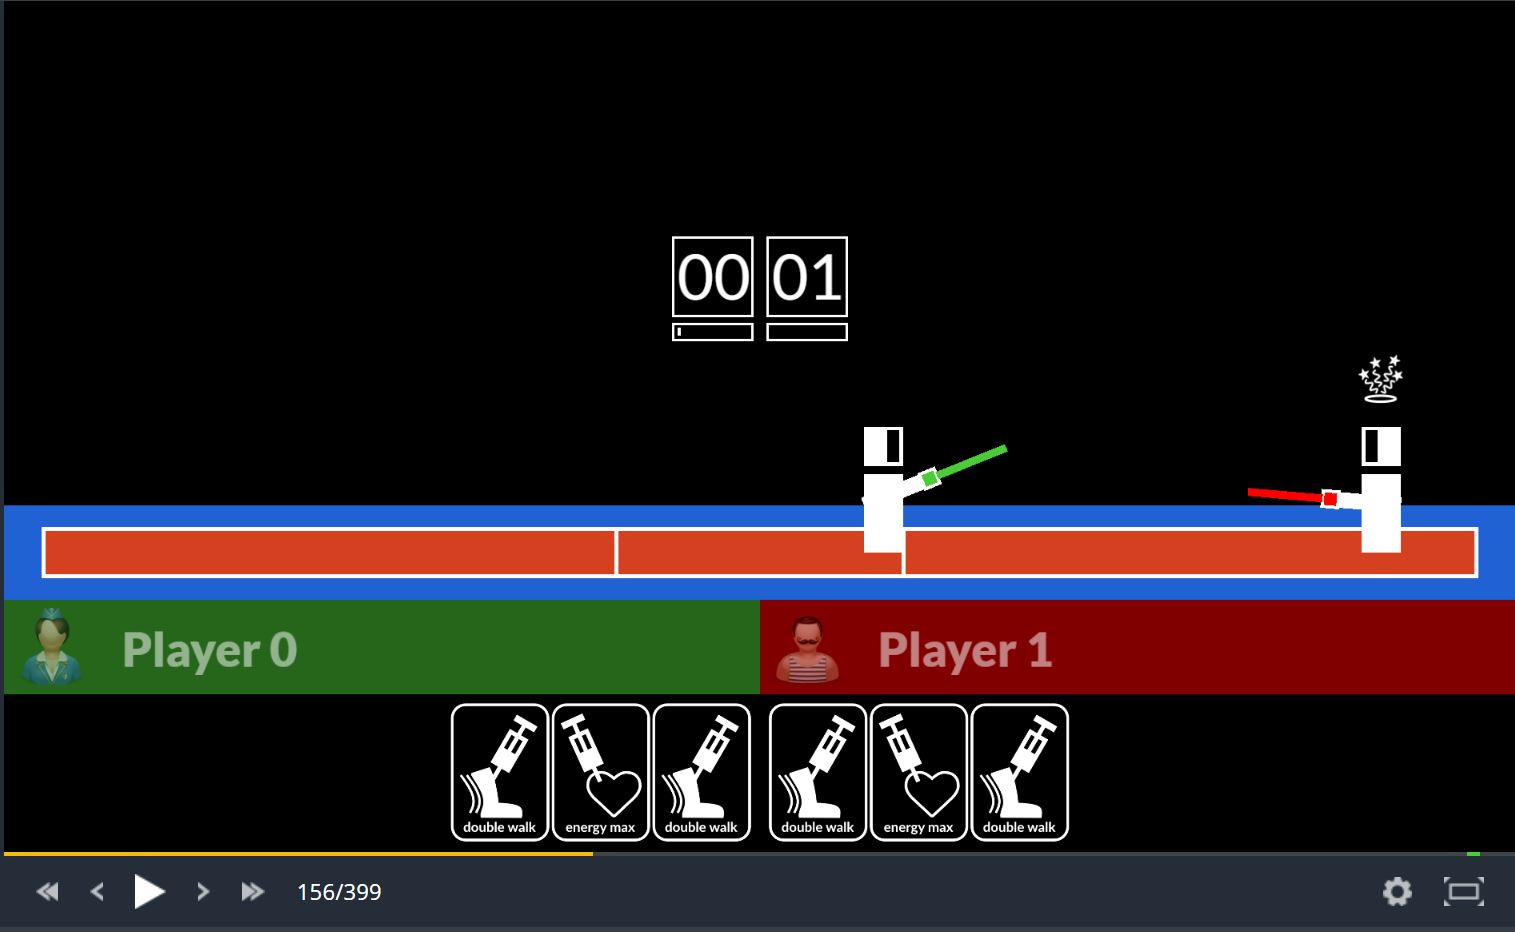 00 01
Player 0 Player 1
double walk energy max double walk double walk energy max double walk
156/399